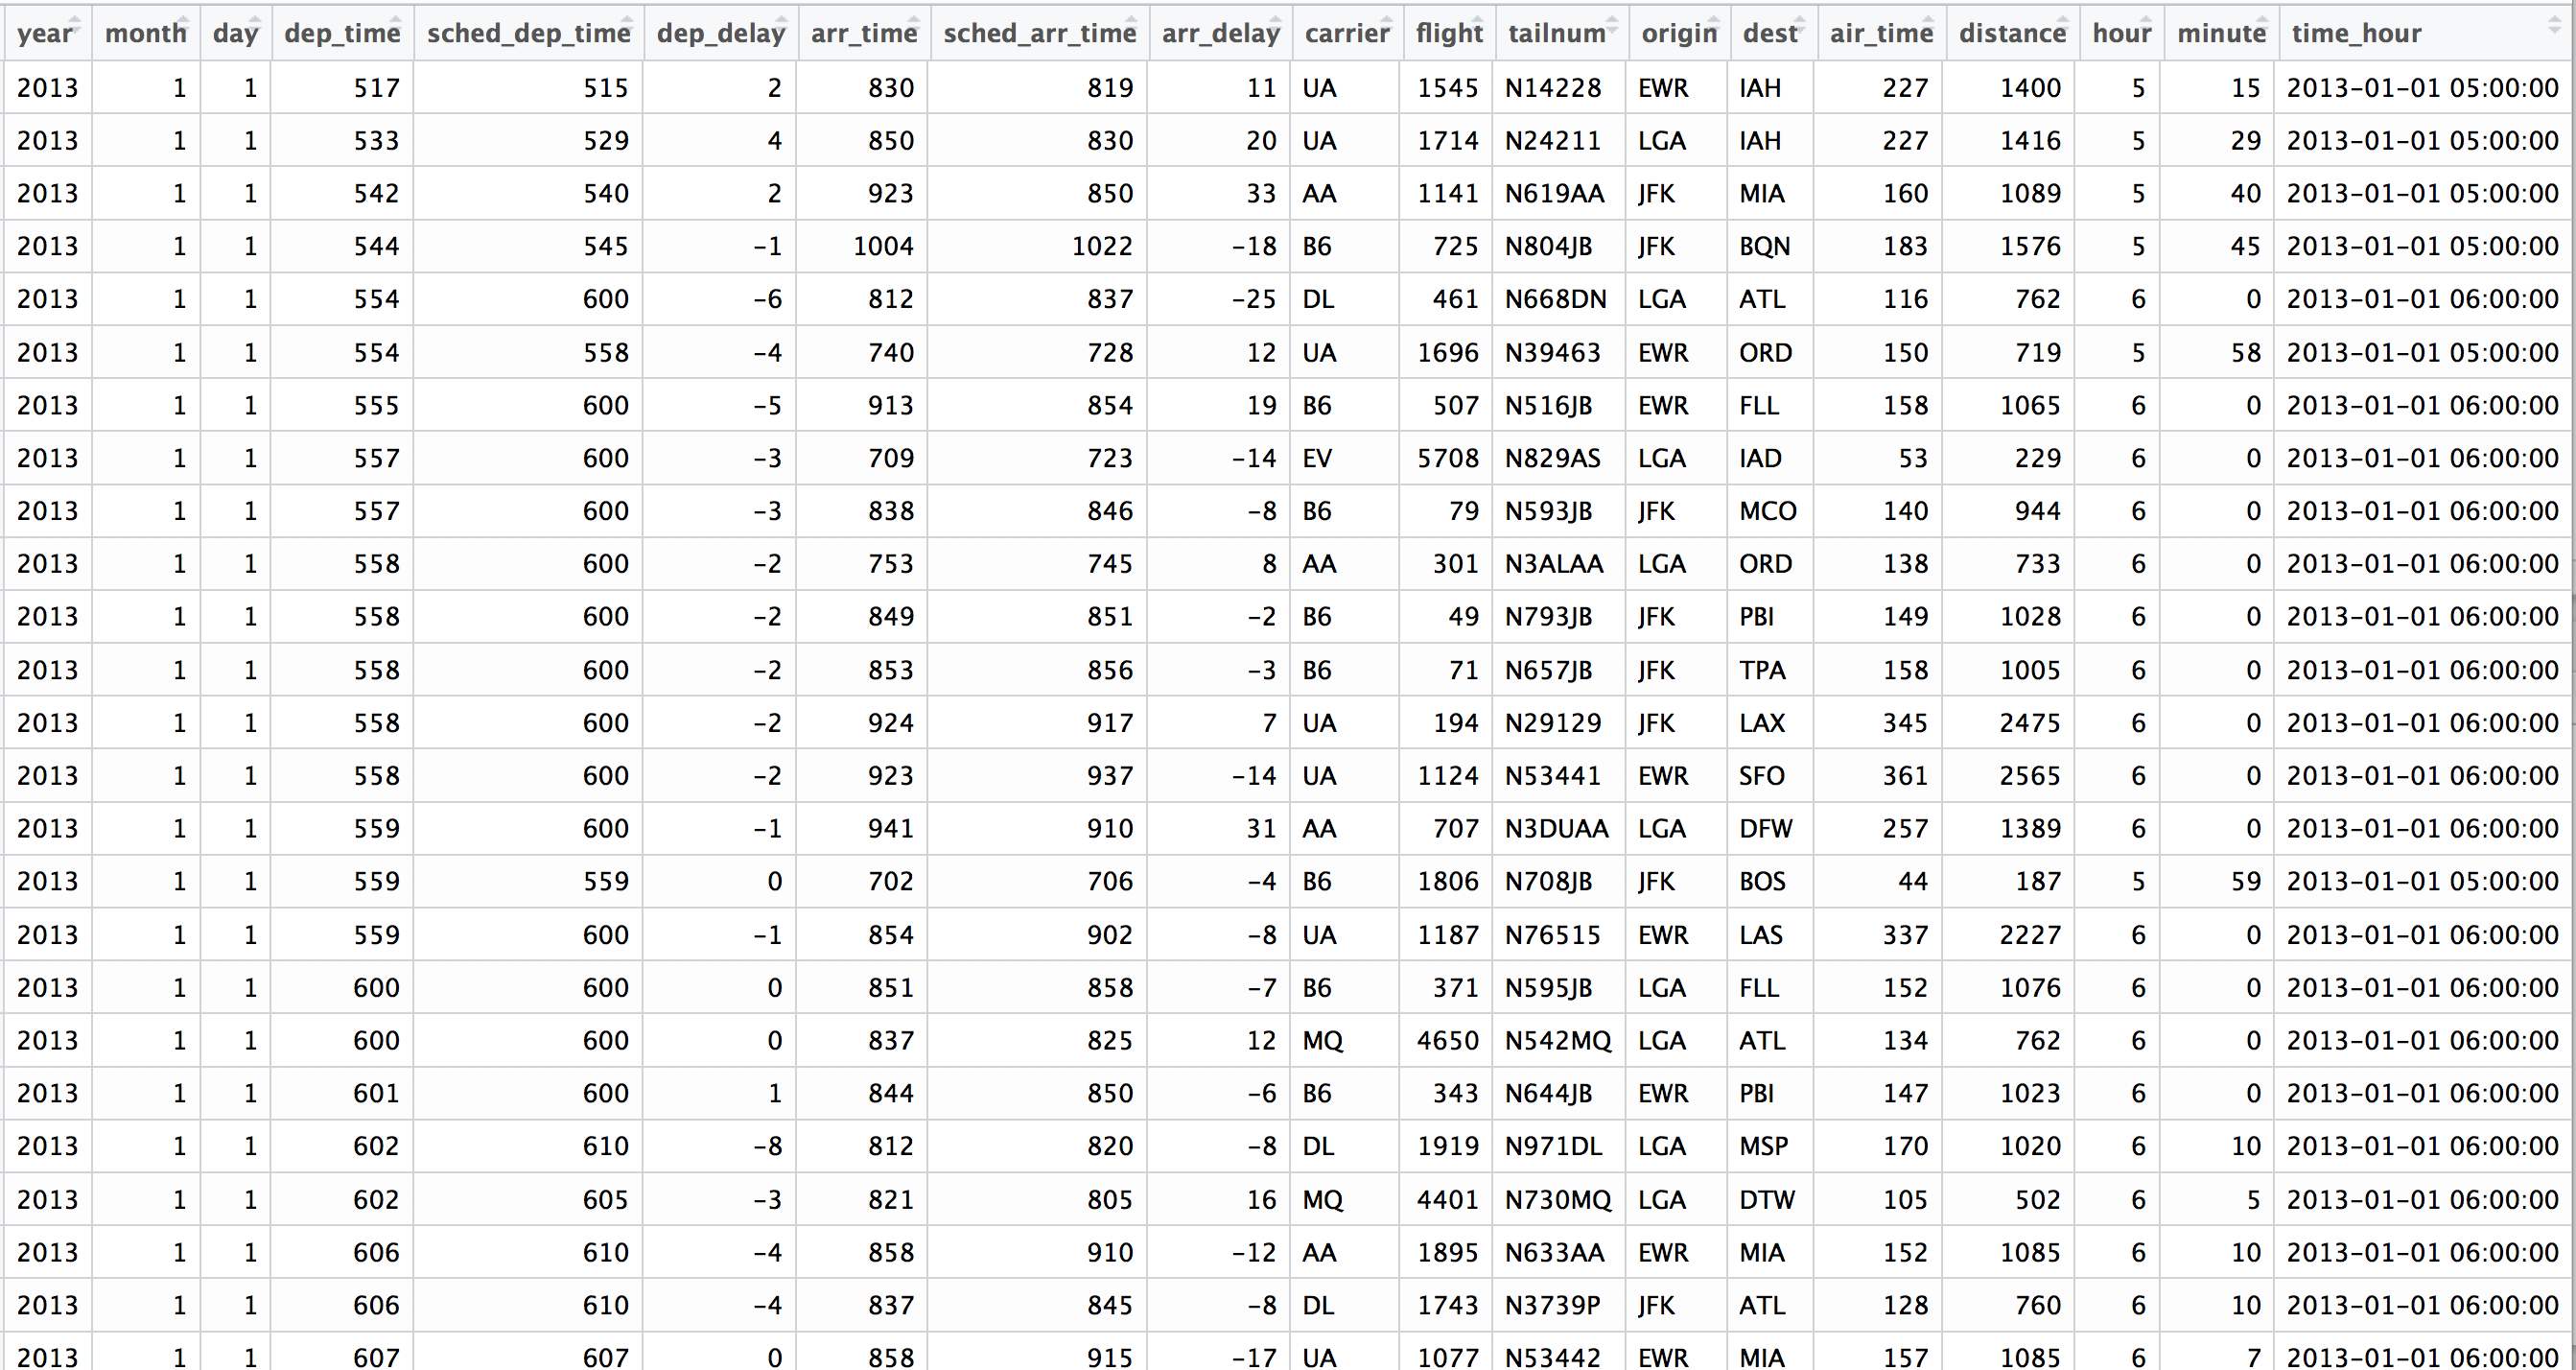 year month day dep_time sched_dep_time dep_delay arr_time sched_arr_time arr_delay carrier flight tailnum origin dest air_time distance hour minute time_hour
2013 1 1 517 515 2 830 819 11 UA 1545 N14228 EWR IAH 227 1400 5 15 2013-01-01 05:00:00
2013 1 1 533 529 4 850 830 20 UA 1714 N24211 LGA IAH 227 1416 5 29 2013-01-01 05:00:00
2013 1 1 542 540 2 923 850 33 AA 1141 N619AA JFK MIA 160 1089 5 40 2013-01-01 05:00:00
2013 1 1 544 545 -1 1004 1022 -18 B6 725 N804JB JFK BQN 183 1576 5 45 2013-01-01 05:00:00
2013 1 1 554 600 -6 812 837 -25 DL 461 N668DN LGA ATL 116 762 6 0 2013-01-01 06:00:00
2013 1 1 554 558 -4 740 728 12 UA 1696 N39463 EWR ORD 150 719 5 58 2013-01-01 05:00:00
2013 1 1 555 600 -5 913 854 19 B6 507 N516JB EWR FLL 158 1065 6 0 2013-01-01 06:00:00
2013 1 1 557 600 -3 709 723 -14 EV 5708 N829AS LGA IAD 53 229 6 0 2013-01-01 06:00:00
2013 1 1 557 600 -3 838 846 -8 B6 79 N593JB JFK MCO 140 944 6 0 2013-01-01 06:00:00
2013 1 1 558 600 -2 753 745 8 AA 301 N3ALAA LGA ORD 138 733 6 0 2013-01-01 06:00:00
2013 1 1 558 600 -2 849 851 -2 B6 49 N793JB JFK PBI 149 1028 6 0 2013-01-01 06:00:00
2013 1 1 558 600 -2 853 856 -3 B6 71 N657JB JFK TPA 158 1005 6 0 2013-01-01 06:00:00
2013 1 1 558 600 -2 924 917 7 UA 194 N29129 JFK LAX 345 2475 6 0 2013-01-01 06:00:00
2013 1 1 558 600 -2 923 937 -14 UA 1124 N53441 EWR SFO 361 2565 6 0 2013-01-01 06:00:00
2013 1 1 559 600 -1 941 910 31 AA 707 N3DUAA LGA DFW 257 1389 6 0 2013-01-01 06:00:00
2013 1 1 559 559 0 702 706 -4 B6 1806 N708JB JFK BOS 44 187 5 59 2013-01-01 05:00:00
2013 1 1 559 600 -1 854 902 -8 UA 1187 N76515 EWR LAS 337 2227 6 0 2013-01-01 06:00:00
2013 1 1 600 600 0 851 858 -7 B6 371 N595JB LGA FLL 152 1076 6 0 2013-01-01 06:00:00
2013 1 1 600 600 0 837 825 12 MQ 4650 N542MQ LGA ATL 134 762 6 0 2013-01-01 06:00:00
2013 1 1 601 600 1 844 850 -6 B6 343 N644JB EWR PBI 147 1023 6 0 2013-01-01 06:00:00
2013 1 1 602 610 -8 812 820 -8 DL 1919 N971DL LGA MSP 170 1020 6 10 2013-01-01 06:00:00
2013 1 1 602 605 -3 821 805 16 MQ 4401 N730MQ LGA DTW 105 502 6 5 2013-01-01 06:00:00
2013 1 1 606 610 -4 858 910 -12 AA 1895 N633AA EWR MIA 152 1085 6 10 2013-01-01 06:00:00
2013 1 1 606 610 -4 837 845 -8 DL 1743 N3739P JFK ATL 128 760 6 10 2013-01-01 06:00:00
2013 1 1 607 607 0 858 915 -17 UA 1077 N53442 EWR MIA 157 1085 6 7 2013-01-01 06:00:00